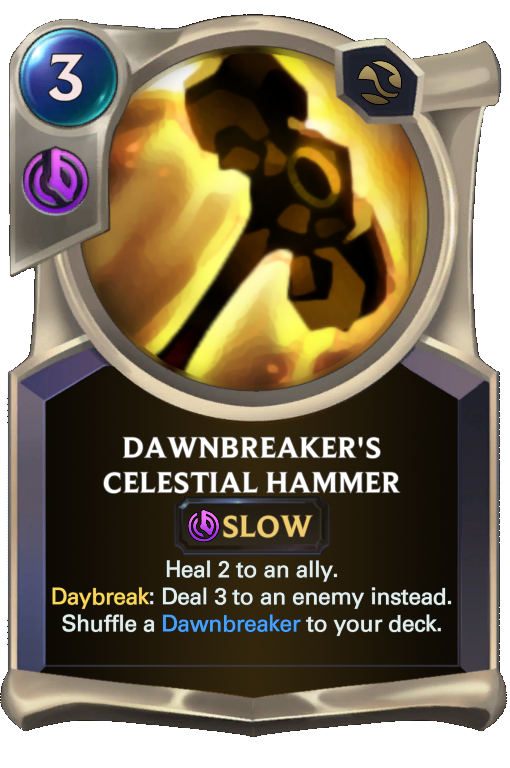 3
DAWNBREAKER'S
CELESTIAL HAMMER
SLOW
Heal 2 to an ally.
Daybreak: Deal 3 to an enemy instead.
Shuffle a Dawnbreaker to your deck.